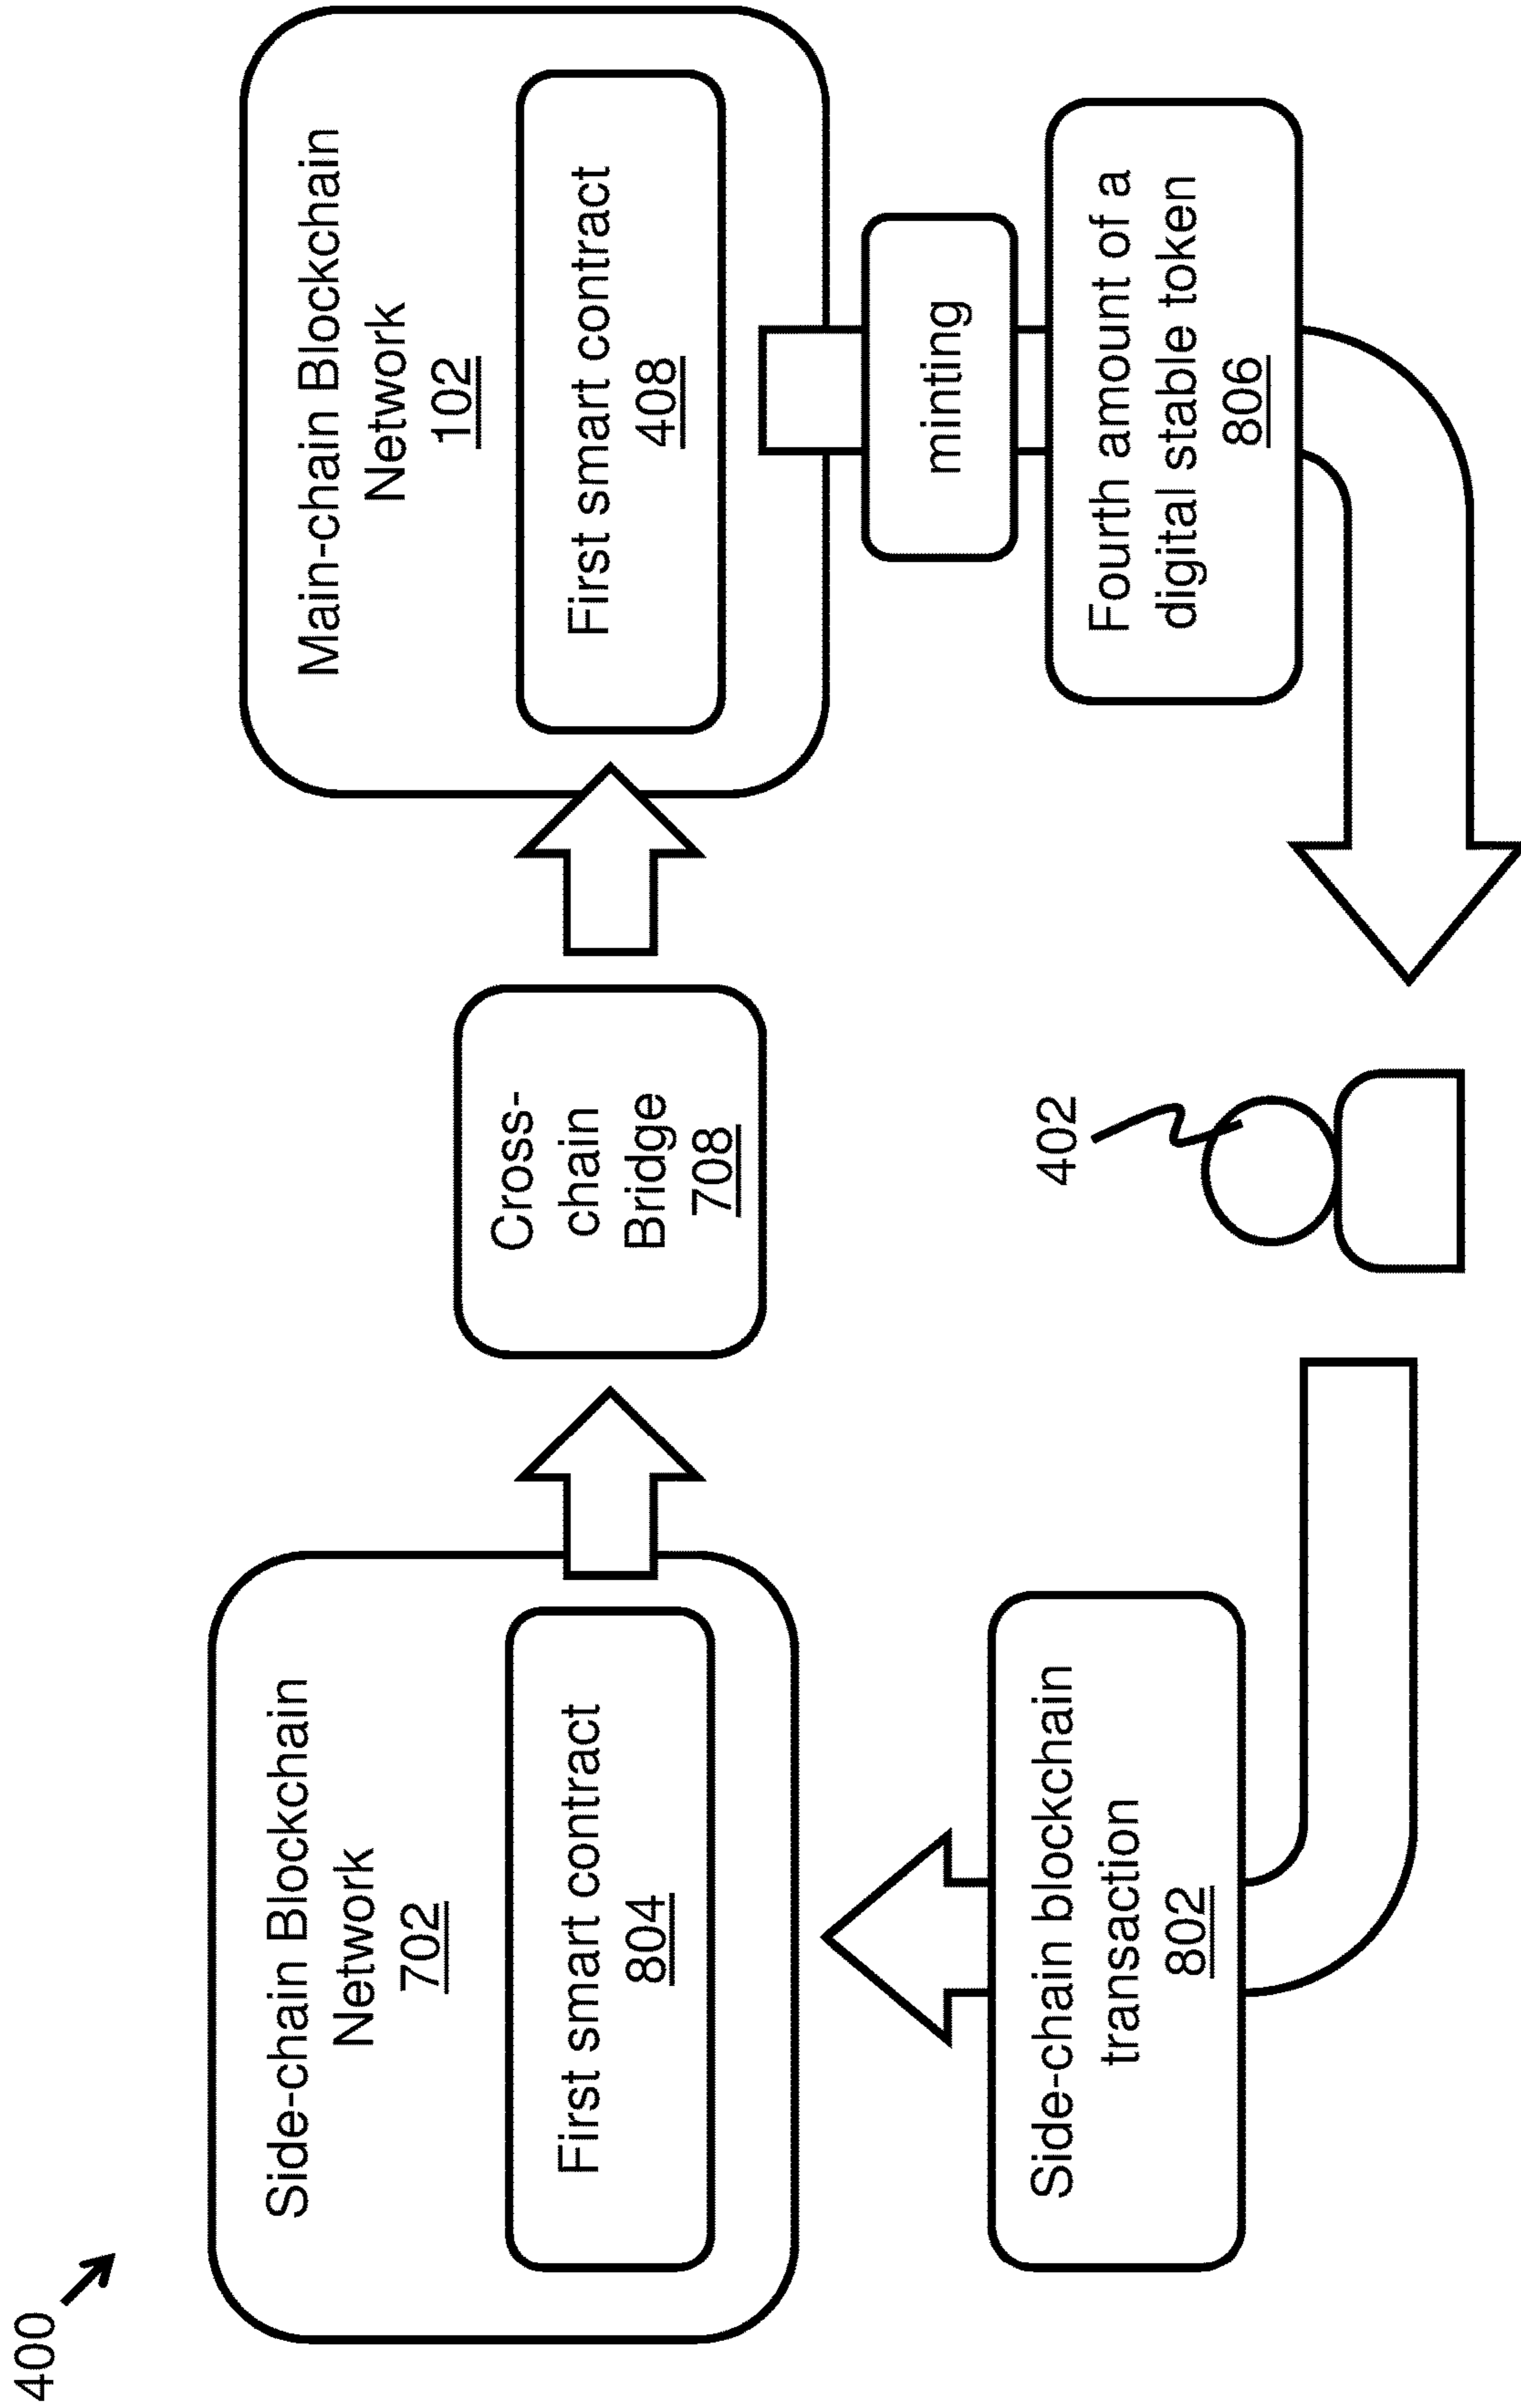 400
Side-chain Blockchain
Network
702
First smart contract
804
Cross-
chain
Bridge
708
Main-chain Blockchain
Network
102
First smart contract
408
minting
Side-chain blockchain
transaction
802
402
Fourth amount of a
digital stable token
806